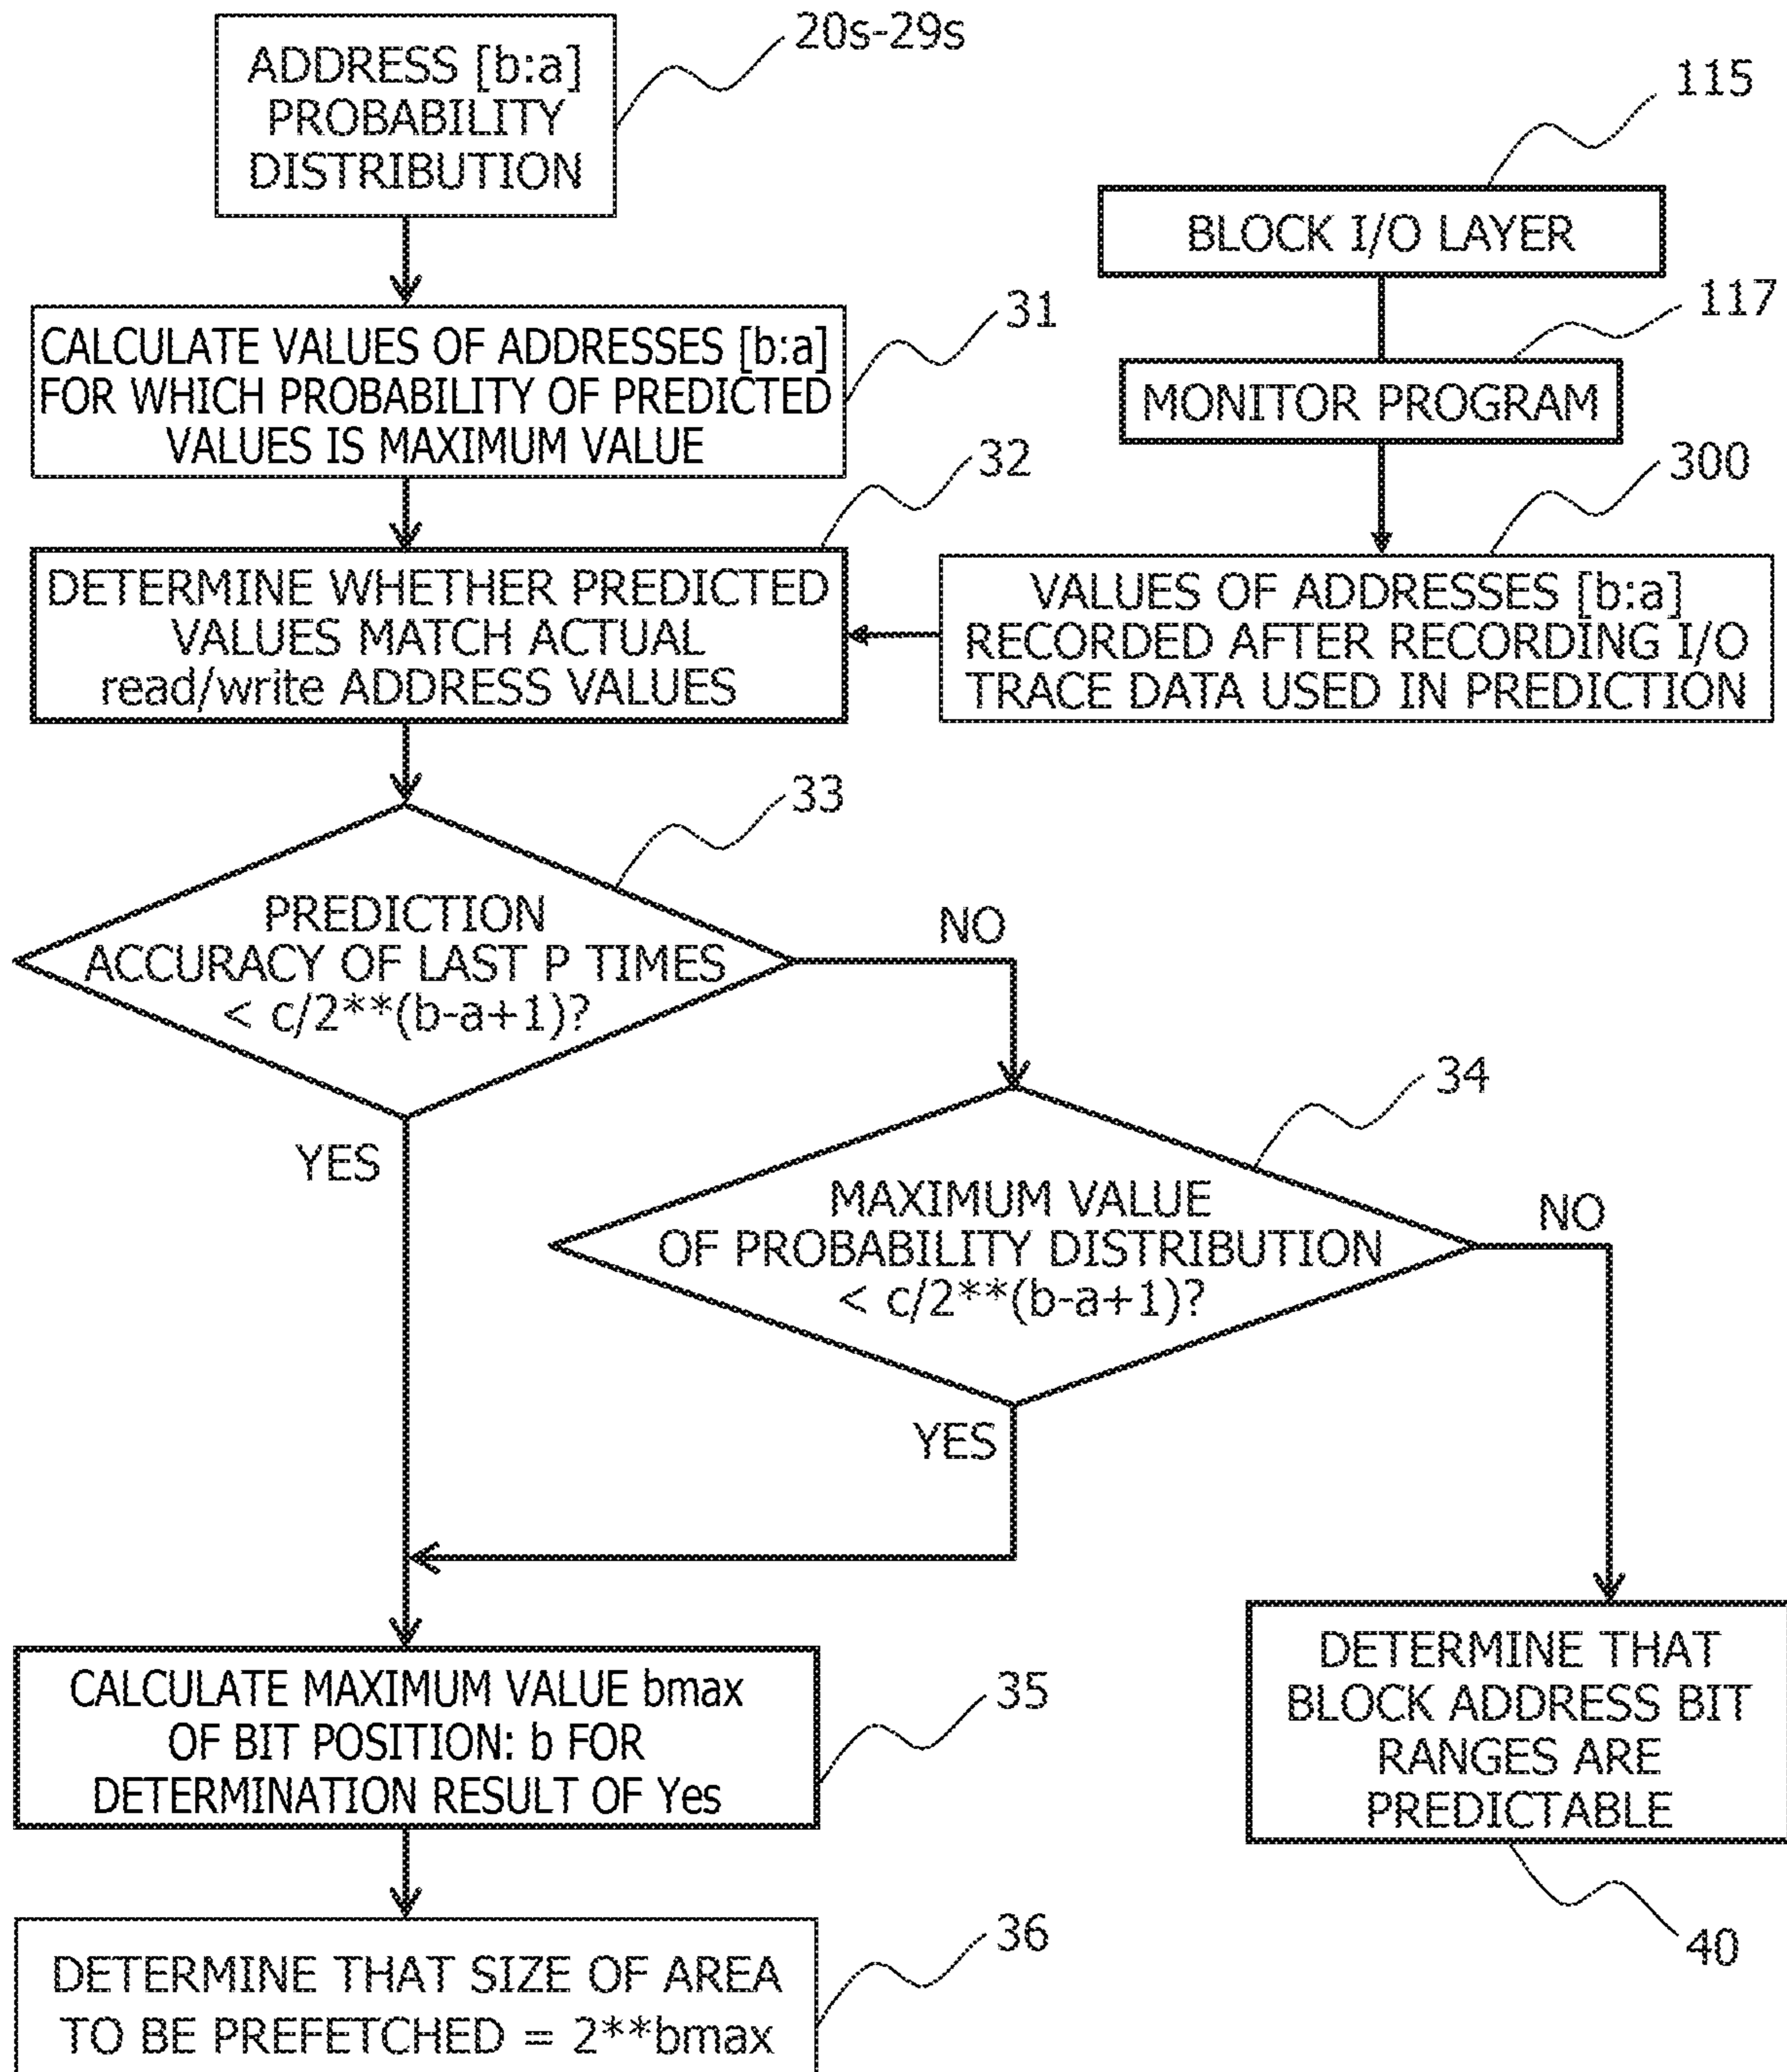 20s-29s
ADDRESS [b:a]
PROBABILITY
DISTRIBUTION
115
BLOCK I/O LAYER
117
MONITOR PROGRAM
31
CALCULATE VALUES OF ADDRESSES [b:a]
FOR WHICH PROBABILITY OF PREDICTED
VALUES IS MAXIMUM VALUE
32
DETERMINE WHETHER PREDICTED
VALUES MATCH ACTUAL
read/write ADDRESS VALUES
300
VALUES OF ADDRESSES [b:a]
RECORDED AFTER RECORDING I/O
TRACE DATA USED IN PREDICTION
33
PREDICTION
ACCURACY OF LAST P TIMES
< c/2**(b-a+1)?
NO
YES
34
MAXIMUM VALUE
OF PROBABILITY DISTRIBUTION
< c/2**(b-a+1)?
NO
YES
35
CALCULATE MAXIMUM VALUE bmax
OF BIT POSITION: b FOR
DETERMINATION RESULT OF Yes
DETERMINE THAT
BLOCK ADDRESS BIT
RANGES ARE
PREDICTABLE
40
36
DETERMINE THAT SIZE OF AREA
TO BE PREFETCHED = 2**bmax